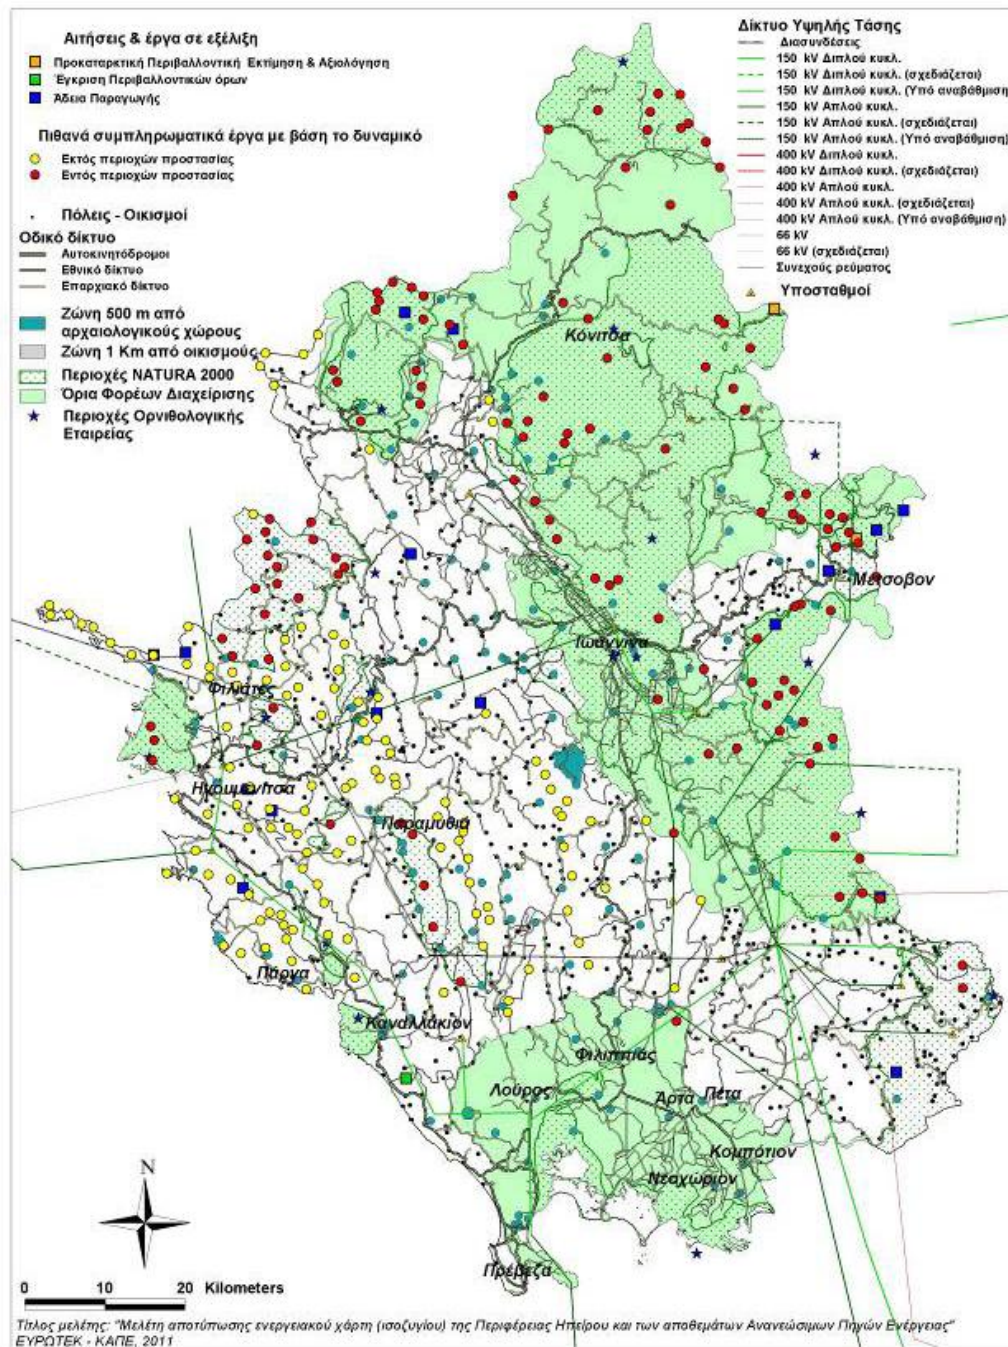 Αιτήσεις & έργα σε εξέλιξη
Προκαταρκτική Περιβαλλοντική Εκτίμηση & Αξιολόγηση
Έγκριση Περιβαλλοντικών όρων
Άδεια Παραγωγής
Πιθανά συμπληρωματικά έργα με βάση το δυναμικό
Εκτός περιοχών προστασίας
Εντός περιοχών προστασίας
Πόλεις - Οικισμοί
Οδικό δίκτυο
Αυτοκινητόδρομοι
Εθνικό δίκτυο
Επαρχιακό δίκτυο
Ζώνη 500 m από
αρχαιολογικούς χώρους
Ζώνη 1 Km από οικισμούς
Περιοχές NATURA 2000
Όρια Φορέων Διαχείρισης
Περιοχές Ορνιθολογικής
Εταιρείας
Δίκτυο Υψηλής Τάσης
Διασυνδέσεις
150 kV Διπλού κυκλ.
150 kV Διπλού κυκλ. (σχεδιάζεται)
150 kV Διπλού κυκλ. (Υπό αναβάθμιση)
150 kV Απλού κυκλ.
150 kV Απλού κυκλ. (σχεδιάζεται)
150 kV Απλού κυκλ. (Υπό αναβάθμιση)
400 kV Διπλού κυκλ.
400 kV Διπλού κυκλ. (σχεδιάζεται)
400 kV Απλού κυκλ.
400 kV Απλού κυκλ. (σχεδιάζεται)
400 kV Απλού κυκλ. (Υπό αναβάθμιση)
66 kV
66 kV (σχεδιάζεται)
Συνεχούς ρεύματος
Υποσταθμοί
Κόνιτσα
Μέτσοβον
Ιωάννινα
Φιλιάτες
Ηγουμενίτσα
Παραμυθιά
Πάργα
Καναλλάκιον
Φιλιππιάς
Λούρος
Άρτα
Πέτα
Κομπότιον
Νεοχώριον
Πρέβεζα
N
0 10 20 Kilometers
Τίτλος μελέτης: "Μελέτη αποτύπωσης ενεργειακού χάρτη (ισοζυγίου) της Περιφέρειας Ηπείρου και των αποθεμάτων Ανανεώσιμων Πηγών Ενέργειας"
ΕΥΡΩΤΕΚ - ΚΑΠΕ, 2011